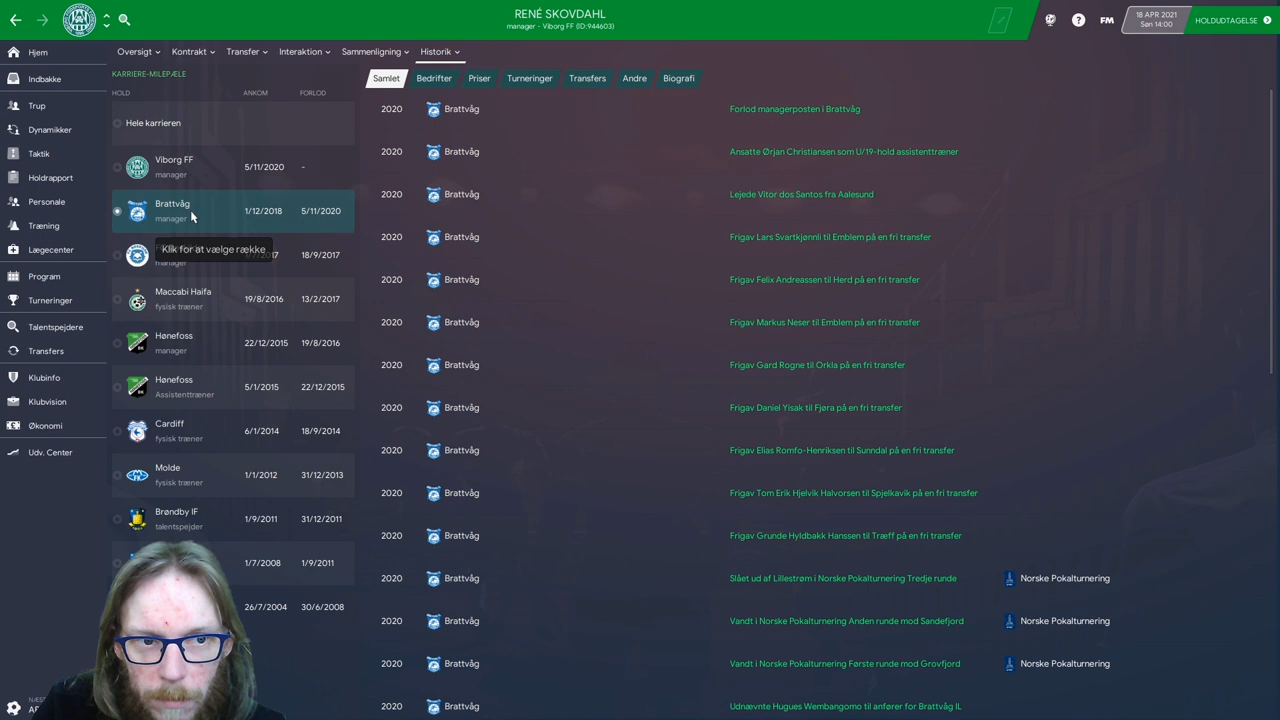 RENÉ SKOVDAHL
manager - Viborg FF (ID:944603)
FM
18 APR 2021
Søn 14:00
HOLDUDTAGELSE
Hjem
Indbakke
Trup
Dynamikker
Taktik
Holdrapport
Personale
Træning
Lægecenter
Program
Turneringer
Talentspejdere
Transfers
Klubinfo
Klubvision
Økonomi
Udv. Center
Oversigt
Kontrakt
Transfer
Interaktion
Sammenligning
Historik
KARRIERE-MILEPÆLE
HOLD ANKOM FORLOD
Hele karrieren
Viborg FF
manager
5/11/2020 -
Brattvåg
manager
1/12/2018 5/11/2020
Klik for at vælge række
manager
18/9/2017
Maccabi Haifa
fysisk træner
19/8/2016 13/2/2017
Hønefoss
manager
22/12/2015 19/8/2016
Hønefoss
Assistenttræner
5/1/2015 22/12/2015
Cardiff
fysisk træner
6/1/2014 18/9/2014
Molde
fysisk træner
1/1/2012 31/12/2013
Brøndby IF
talentspejder
1/9/2011 31/12/2011
1/7/2008 1/9/2011
26/7/2004 30/6/2008
Samlet
Bedrifter
Priser
Turneringer
Transfers
Andre
Biografi
2020 Brattvåg Forlod managerposten i Brattvåg
2020 Brattvåg Ansatte Ørjan Christiansen som U/19-hold assistenttræner
2020 Brattvåg Lejede Vitor dos Santos fra Aalesund
2020 Brattvåg Frigav Lars Svartkjønnli til Emblem på en fri transfer
2020 Brattvåg Frigav Felix Andreassen til Herd på en fri transfer
2020 Brattvåg Frigav Markus Neser til Emblem på en fri transfer
2020 Brattvåg Frigav Gard Rogne til Orkla på en fri transfer
2020 Brattvåg Frigav Daniel Yisak til Fjøra på en fri transfer
2020 Brattvåg Frigav Elias Romfo-Henriksen til Sunndal på en fri transfer
2020 Brattvåg Frigav Tom Erik Hjelvik Halvorsen til Spjelkavik på en fri transfer
2020 Brattvåg Frigav Grunde Hyldbakk Hanssen til Træff på en fri transfer
2020 Brattvåg Slået ud af Lillestrøm i Norske Pokalturnering Tredje runde Norske Pokalturnering
2020 Brattvåg Vandt i Norske Pokalturnering Anden runde mod Sandefjord Norske Pokalturnering
2020 Brattvåg Vandt i Norske Pokalturnering Første runde mod Grovfjord Norske Pokalturnering
2020 Brattvåg Udnævnte Hugues Wembangomo til anfører for Brattvåg IL